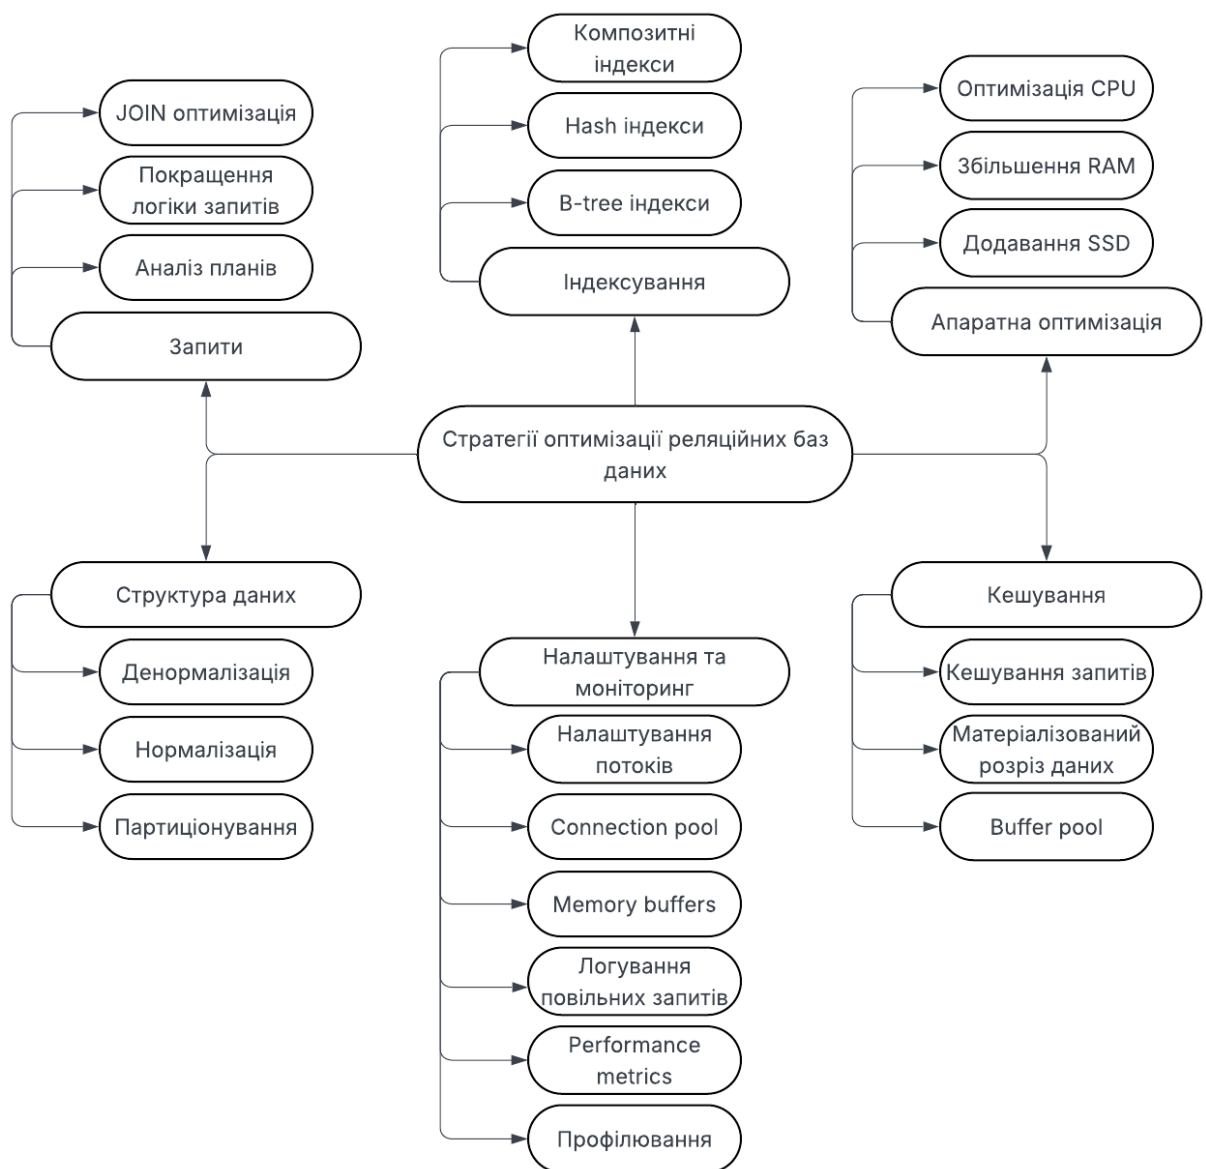 JOIN оптимізація
Покращення
логіки запитів
Аналіз планів
Запити
Композитні
індекси
Hash індекси
B-tree індекси
Індексування
Оптимізація CPU
Збільшення RAM
Додавання SSD
Апаратна оптимізація
Стратегії оптимізації реляційних баз
даних
Структура даних
Денормалізація
Нормалізація
Партиціонування
Налаштування та
моніторинг
Налаштування
потоків
Connection pool
Memory buffers
Логування
повільних запитів
Performance
metrics
Профілювання
Кешування
Кешування запитів
Матеріалізований
розріз даних
Buffer pool